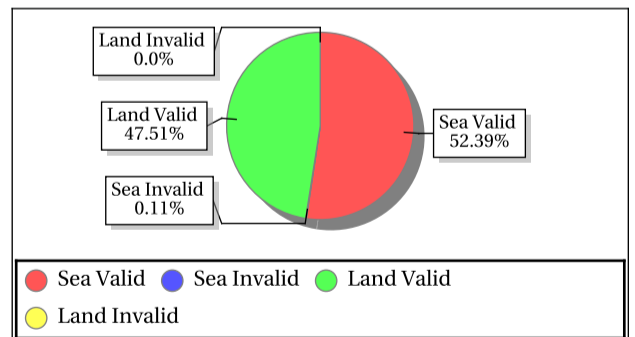 Land Invalid
0.0%
Land Valid
47.51%
Sea Valid
52.39%
Sea Invalid
0.11%
Sea Valid
Sea Invalid
Land Valid
Land Invalid